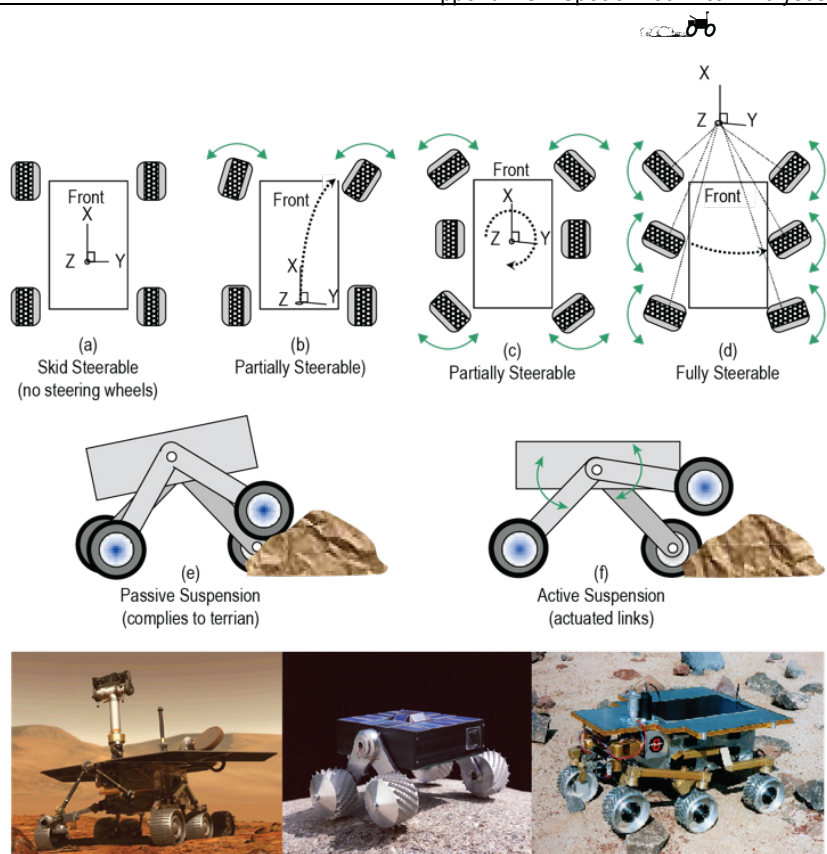 X
Z Y
Front
X
Z Y
(a)
Skid Steerable
(no steering wheels)
Front
X
Z Y
(b)
Partially Steerable)
Front
X
Z Y
(c)
Partially Steerable
Front
(d)
Fully Steerable
(e)
Passive Suspension
(complies to terrian)
(f)
Active Suspension
(actuated links)